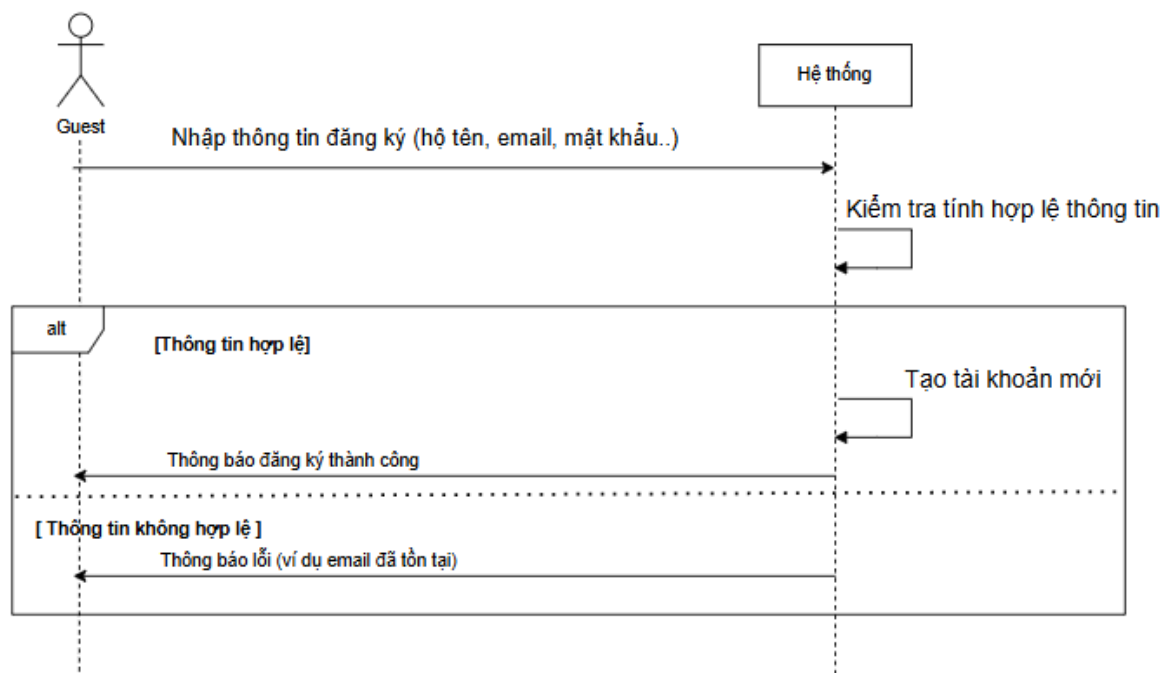 Hệ thống
Guest
Nhập thông tin đăng ký (hộ tên, email, mật khẩu..)
Kiểm tra tính hợp lệ thông tin
alt
[Thông tin hợp lệ]
Tạo tài khoản mới
Thông báo đăng ký thành công
[ Thông tin không hợp lệ ]
Thông báo lỗi (ví dụ email đã tồn tại)